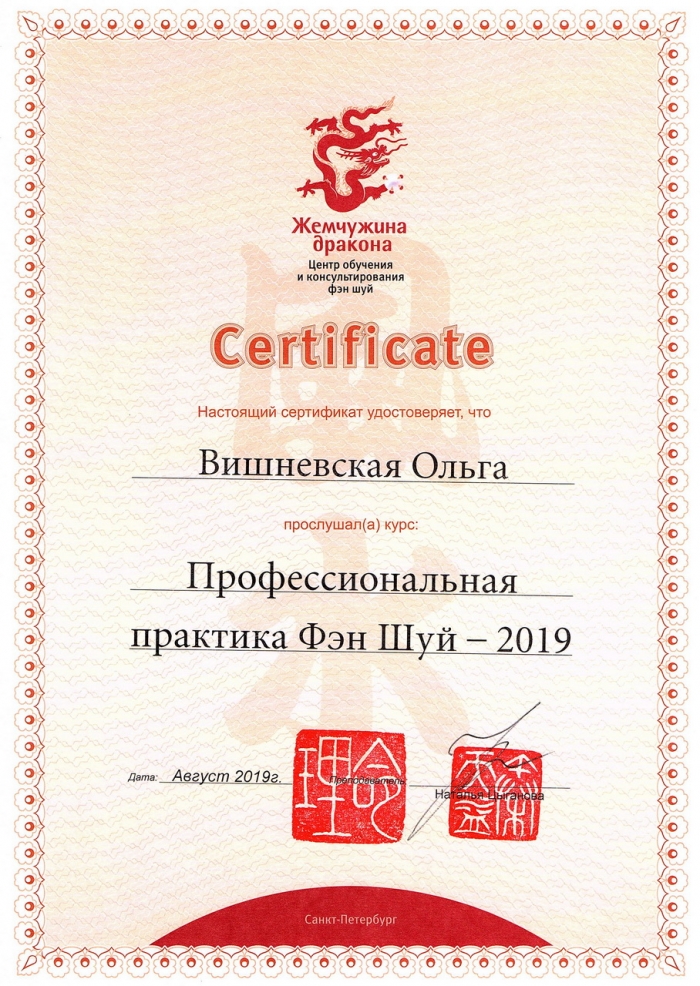 Жемчужина
дракона
Центр обучения
и консультирования
фэн шуй
Certificate
Настоящий сертификат удостоверяет, что
Вишневская Ольга
прослушал(а) курс:
Профессиональная
практика Фэн Шуй – 2019
Дата: Август 2019г. Преподаватель:
Наталья Цыганова
Санкт-Петербург